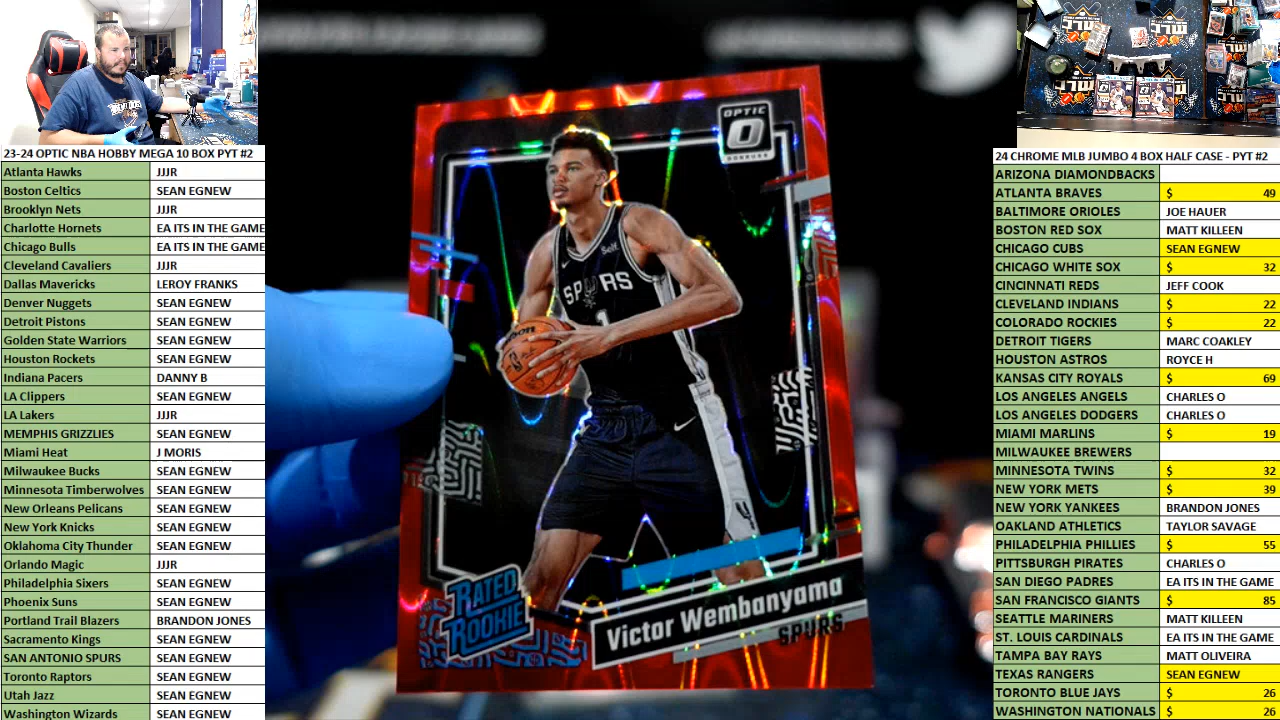 23-24 OPTIC NBA HOBBY MEGA 10 BOX PYT #2
Atlanta Hawks JJJR
Boston Celtics SEAN EGNEW
Brooklyn Nets JJJR
Charlotte Hornets EA ITS IN THE GAME
Chicago Bulls EA ITS IN THE GAME
Cleveland Cavaliers JJJR
Dallas Mavericks LEROY FRANKS
Denver Nuggets SEAN EGNEW
Detroit Pistons SEAN EGNEW
Golden State Warriors SEAN EGNEW
Houston Rockets SEAN EGNEW
Indiana Pacers DANNY B
LA Clippers SEAN EGNEW
LA Lakers JJJR
MEMPHIS GRIZZLIES SEAN EGNEW
Miami Heat J MORIS
Milwaukee Bucks SEAN EGNEW
Minnesota Timberwolves SEAN EGNEW
New Orleans Pelicans SEAN EGNEW
New York Knicks SEAN EGNEW
Oklahoma City Thunder SEAN EGNEW
Orlando Magic JJJR
Philadelphia Sixers SEAN EGNEW
Phoenix Suns SEAN EGNEW
Portland Trail Blazers BRANDON JONES
Sacramento Kings SEAN EGNEW
SAN ANTONIO SPURS SEAN EGNEW
Toronto Raptors SEAN EGNEW
Utah Jazz SEAN EGNEW
Washington Wizards SEAN EGNEW
OPTIC
DONRUSS
Self
SPURS
1
RATED
ROOKIE
Victor Wembanyama
SPURS
24 CHROME MLB JUMBO 4 BOX HALF CASE - PYT #2
ARIZONA DIAMONDBACKS
ATLANTA BRAVES $ 49
BALTIMORE ORIOLES JOE HAUER
BOSTON RED SOX MATT KILLEEN
CHICAGO CUBS SEAN EGNEW
CHICAGO WHITE SOX $ 32
CINCINNATI REDS JEFF COOK
CLEVELAND INDIANS $ 22
COLORADO ROCKIES $ 22
DETROIT TIGERS MARC COAKLEY
HOUSTON ASTROS ROYCE H
KANSAS CITY ROYALS $ 69
LOS ANGELES ANGELS CHARLES O
LOS ANGELES DODGERS CHARLES O
MIAMI MARLINS $ 19
MILWAUKEE BREWERS
MINNESOTA TWINS $ 32
NEW YORK METS $ 39
NEW YORK YANKEES BRANDON JONES
OAKLAND ATHLETICS TAYLOR SAVAGE
PHILADELPHIA PHILLIES $ 55
PITTSBURGH PIRATES CHARLES O
SAN DIEGO PADRES EA ITS IN THE GAME
SAN FRANCISCO GIANTS $ 85
SEATTLE MARINERS MATT KILLEEN
ST. LOUIS CARDINALS EA ITS IN THE GAME
TAMPA BAY RAYS MATT OLIVEIRA
TEXAS RANGERS SEAN EGNEW
TORONTO BLUE JAYS $ 26
WASHINGTON NATIONALS $ 26